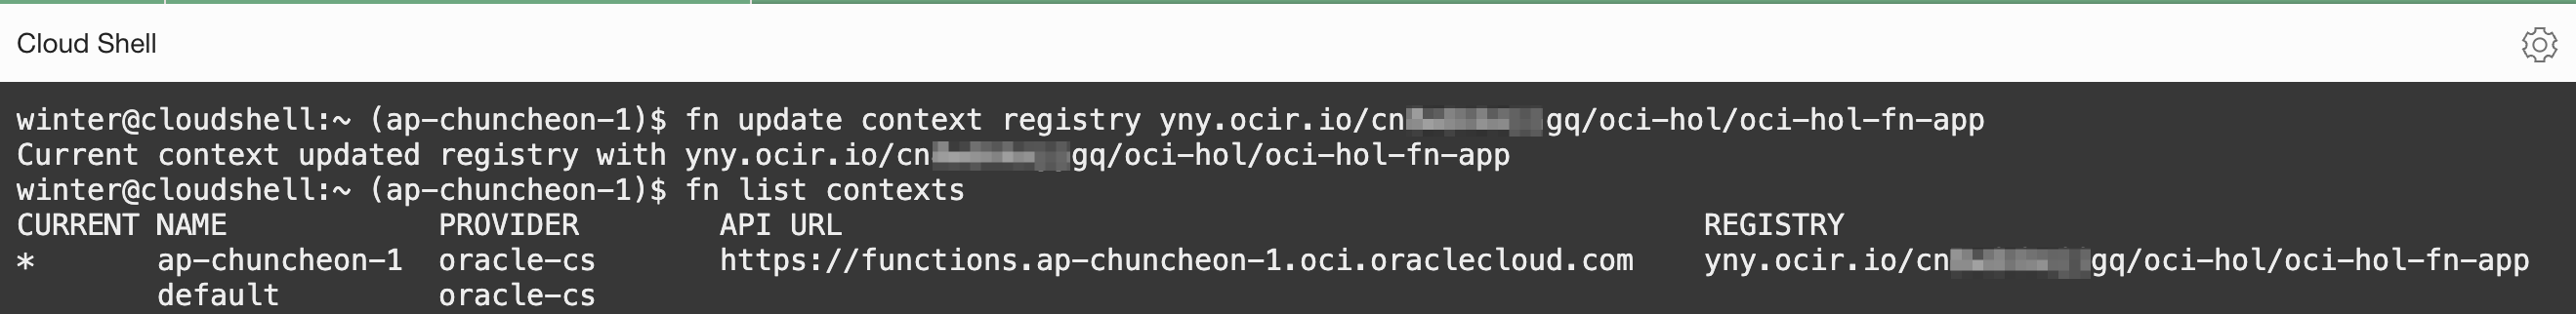 Cloud Shell
winter@cloudshell:~ (ap-chuncheon-1)$ fn update context registry yny.ocir.io/cn gq/oci-hol/oci-hol-fn-app
Current context updated registry with yny.ocir.io/cn gq/oci-hol/oci-hol-fn-app
winter@cloudshell:~ (ap-chuncheon-1)$ fn list contexts
CURRENT NAME PROVIDER API URL REGISTRY
* ap-chuncheon-1 oracle-cs https://functions.ap-chuncheon-1.oci.oraclecloud.com yny.ocir.io/cn gq/oci-hol/oci-hol-fn-app
default oracle-cs